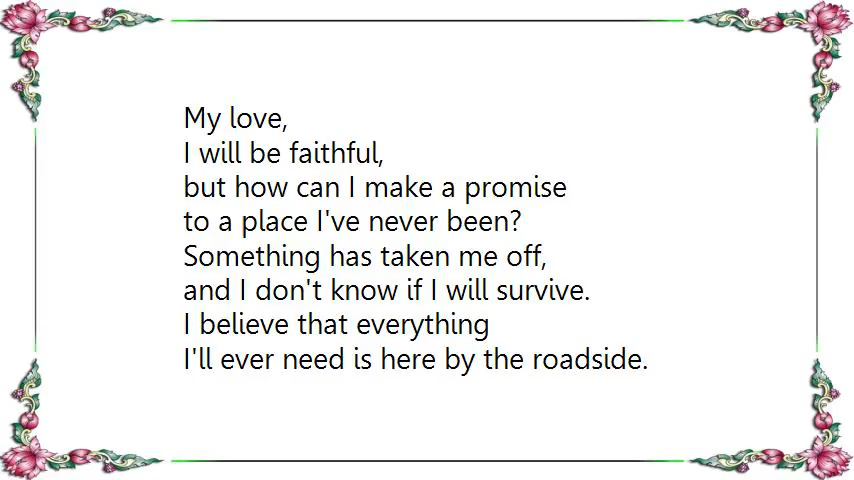 My love,
I will be faithful,
but how can I make a promise
to a place I've never been?
Something has taken me off,
and I don't know if I will survive.
I believe that everything
I'll ever need is here by the roadside.